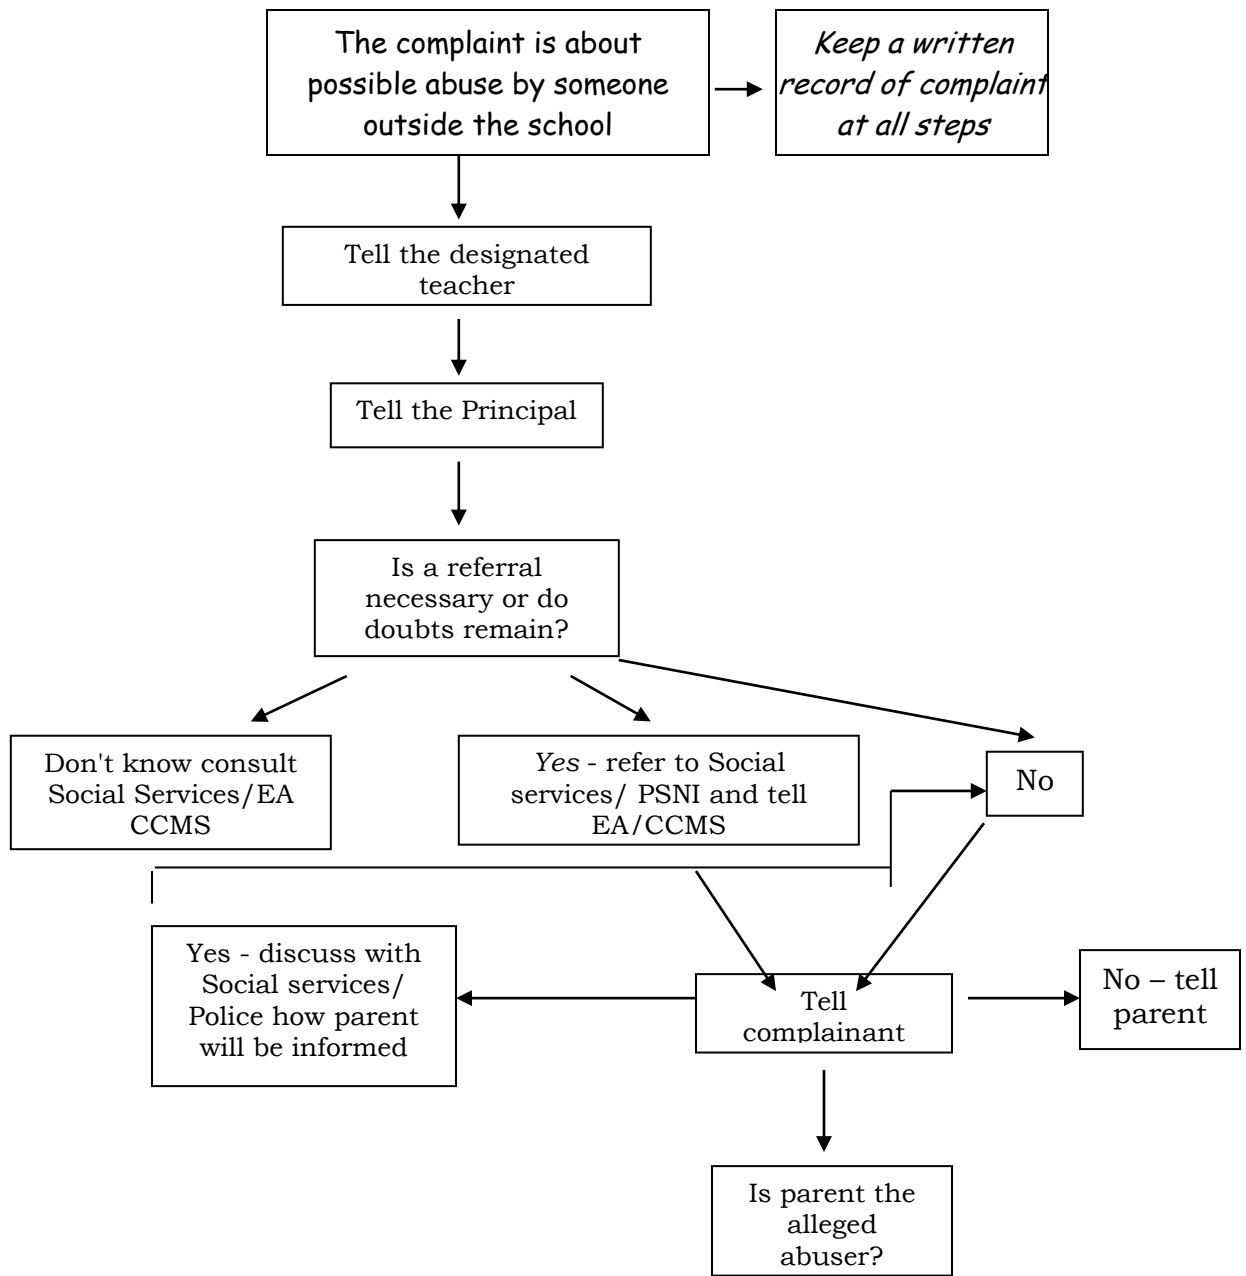 The complaint is about
possible abuse by someone
outside the school
Keep a written
record of complaint
at all steps
Tell the designated
teacher
Tell the Principal
Is a referral
necessary or do
doubts remain?
Don't know consult
Social Services/EA
CCMS
Yes - refer to Social
services/ PSNI and tell
EA/CCMS
No
Yes - discuss with
Social services/
Police how parent
will be informed
Tell
complainant
No – tell
parent
Is parent the
alleged
abuser?